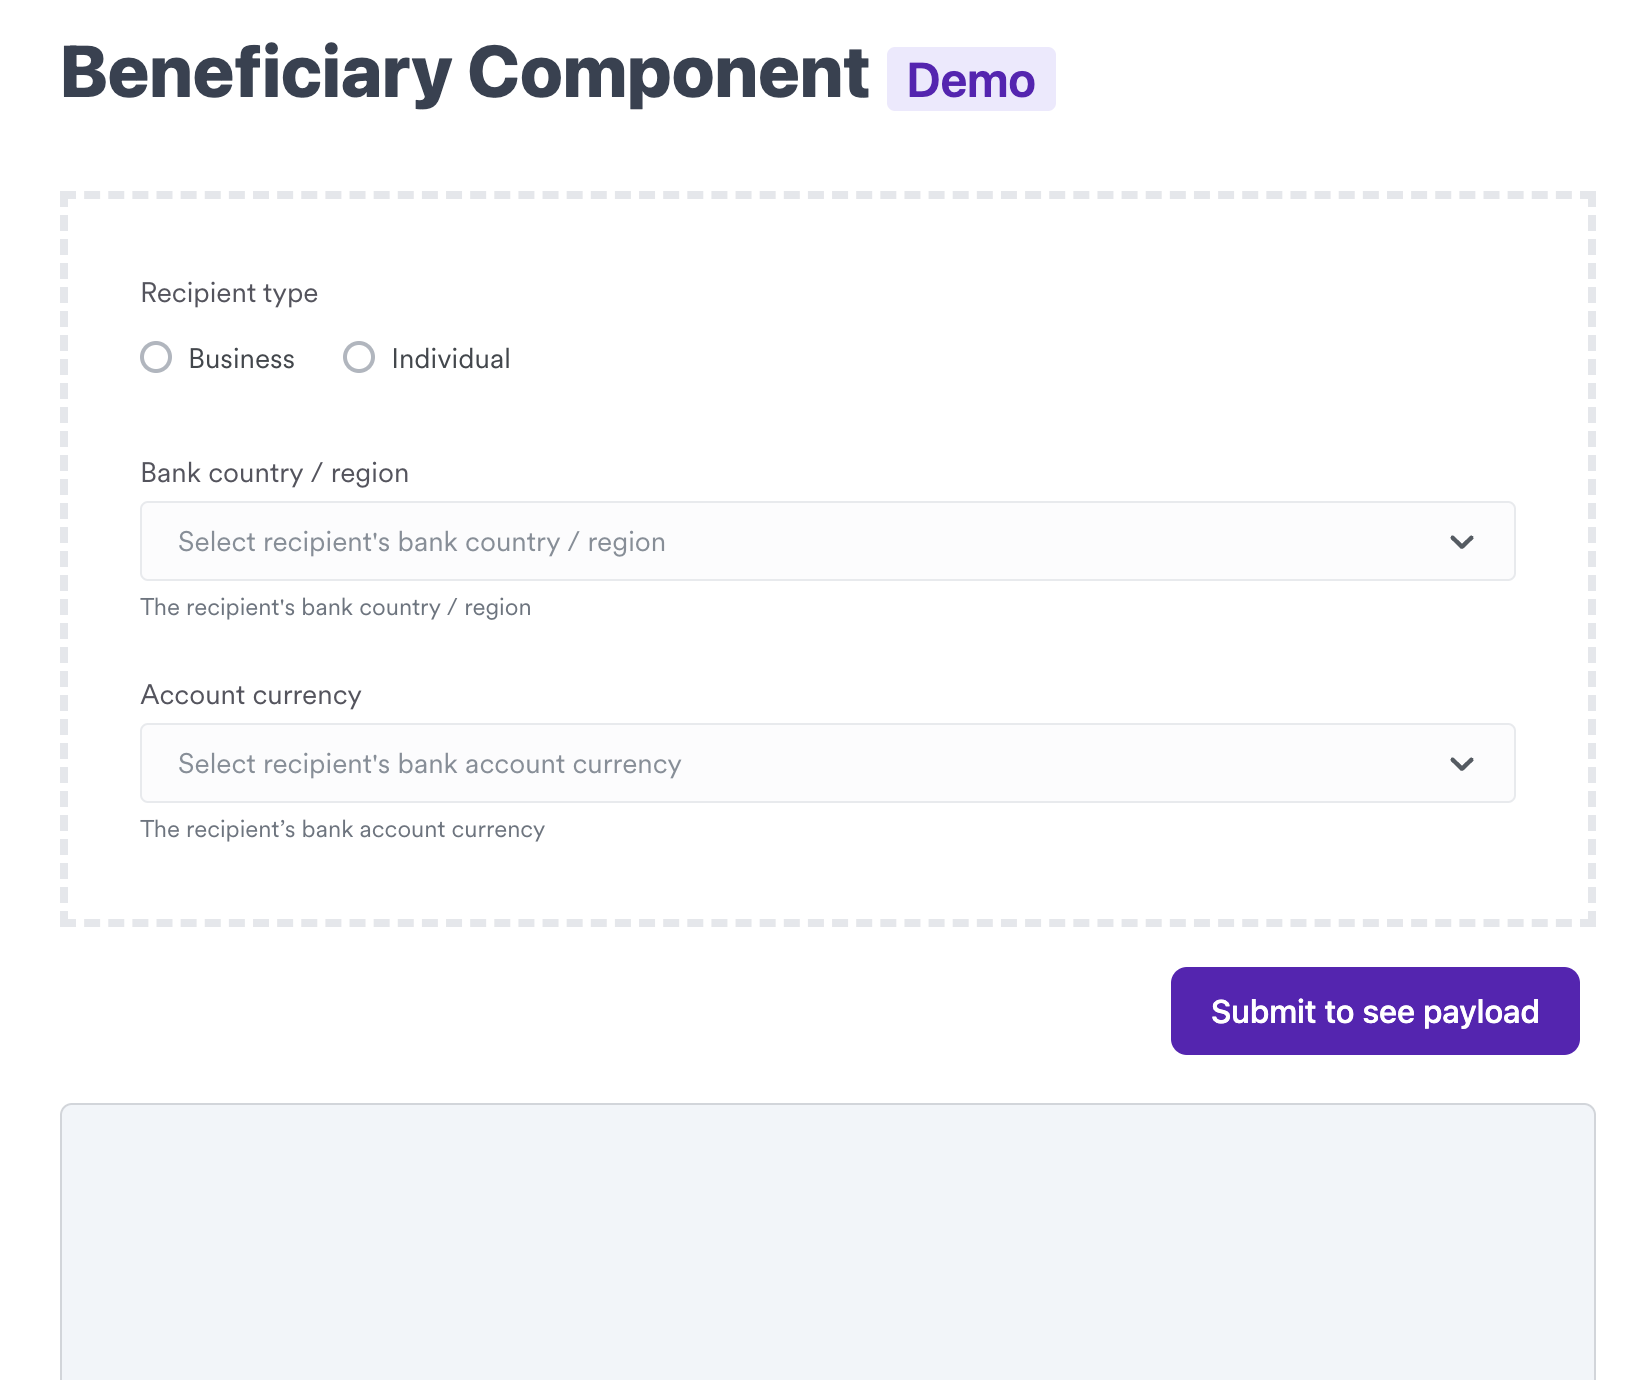 Beneficiary Component Demo
Recipient type
Business Individual
Bank country / region
Select recipient's bank country / region
The recipient's bank country / region
Account currency
Select recipient's bank account currency
The recipient’s bank account currency
Submit to see payload